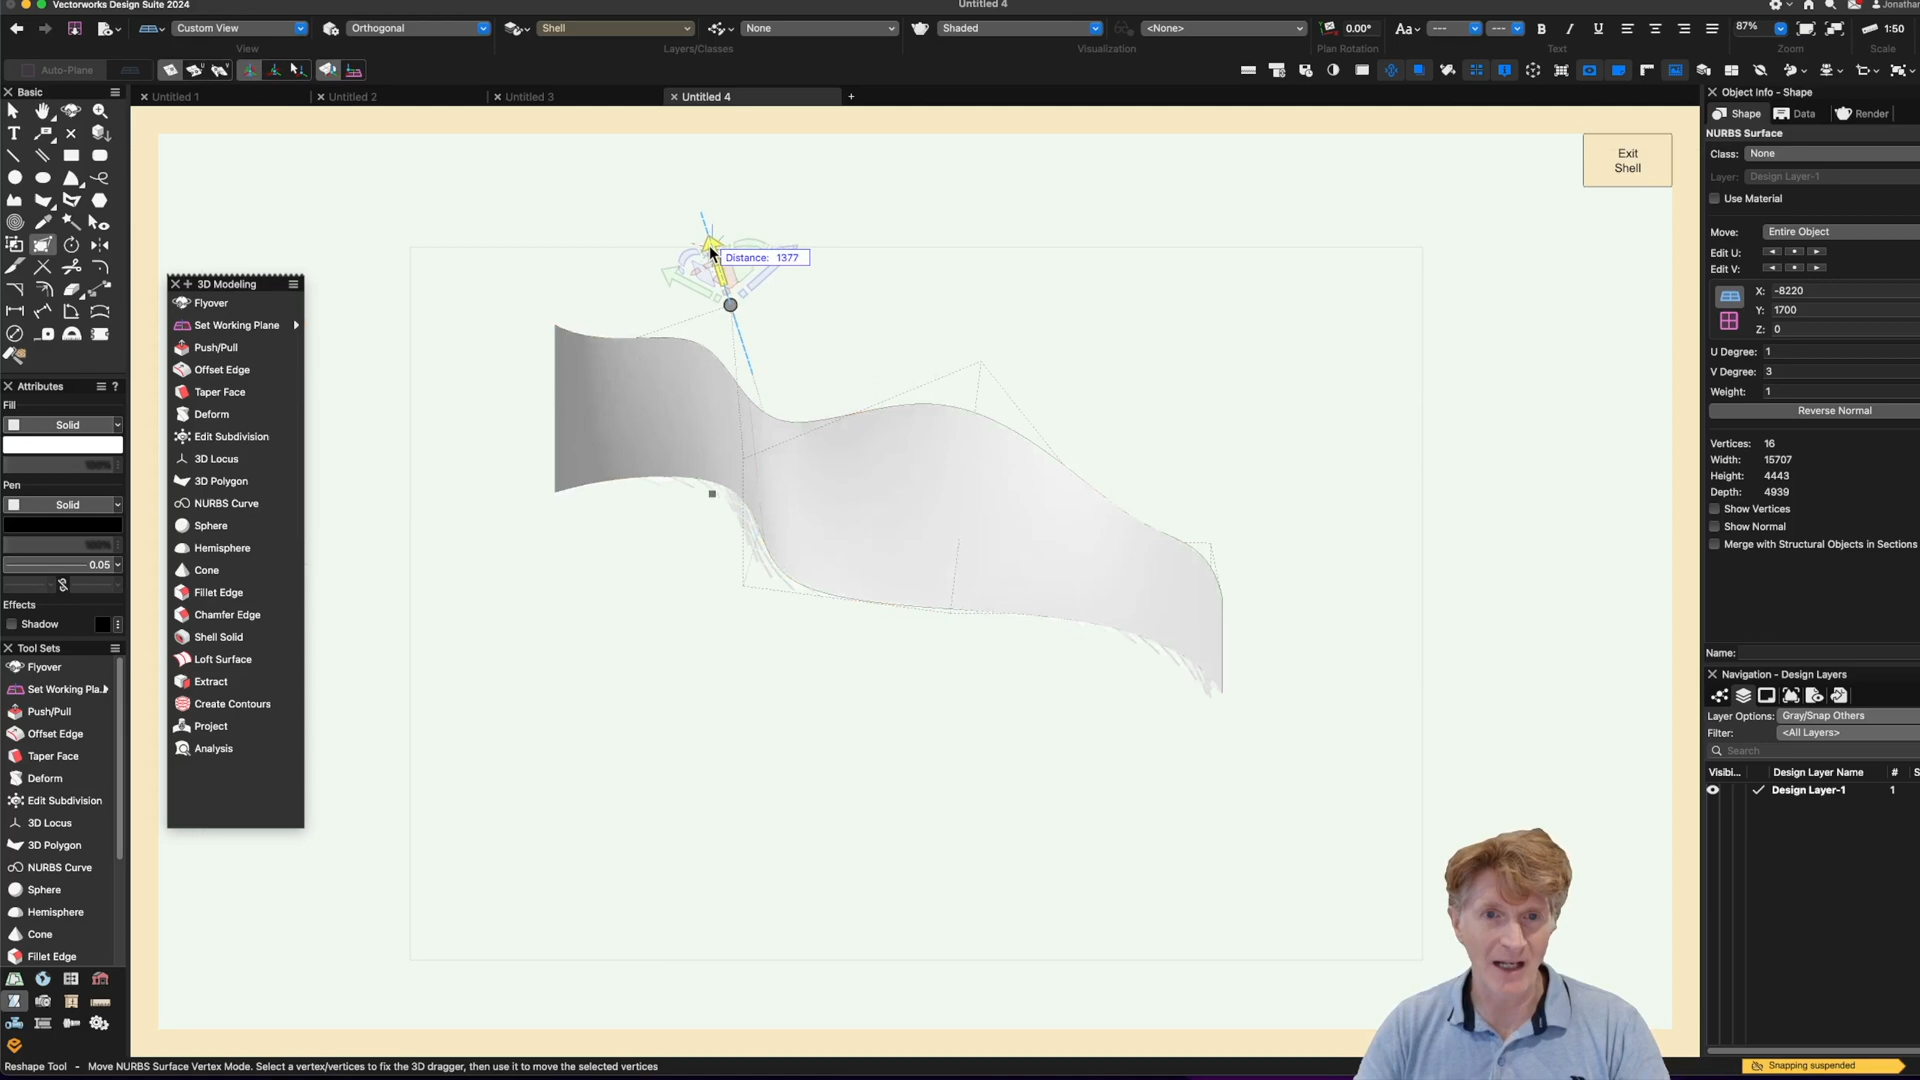 Vectorworks Design Suite 2024
Untitled 4
Jonathan
Custom View
Orthogonal
Shell
None
Shaded
<None>
0.00°
Aa
87%
1:50
View
Layers/Classes
Visualization
Plan Rotation
Text
Zoom
Scale
Auto-Plane
Basic
Untitled 1
Untitled 2
Untitled 3
Untitled 4
Object Info - Shape
Shape
Data
Render
NURBS Surface
Class:
None
Layer:
Design Layer-1
Use Material
Move:
Entire Object
Edit U:
Edit V:
X:
-8220
Y:
1700
Z:
0
U Degree:
1
V Degree:
3
Weight:
1
Reverse Normal
Vertices:
16
Width:
15707
Height:
4443
Depth:
4939
Show Vertices
Show Normal
Merge with Structural Objects in Sections
Name:
Exit
Shell
Distance: 1377
3D Modeling
Flyover
Set Working Plane
Push/Pull
Offset Edge
Taper Face
Deform
Edit Subdivision
3D Locus
3D Polygon
NURBS Curve
Sphere
Hemisphere
Cone
Fillet Edge
Chamfer Edge
Shell Solid
Loft Surface
Extract
Create Contours
Project
Analysis
Attributes
?
Fill
Solid
100%
Pen
Solid
100%
0.05
Effects
Shadow
Tool Sets
Flyover
Set Working Pla..
Push/Pull
Offset Edge
Taper Face
Deform
Edit Subdivision
3D Locus
3D Polygon
NURBS Curve
Sphere
Hemisphere
Cone
Fillet Edge
Navigation - Design Layers
Layer Options:
Gray/Snap Others
Filter:
<All Layers>
Search
Visibi...
Design Layer Name
#
S
Design Layer-1
1
Reshape Tool - Move NURBS Surface Vertex Mode. Select a vertex/vertices to fix the 3D dragger, then use it to move the selected vertices
Snapping suspended